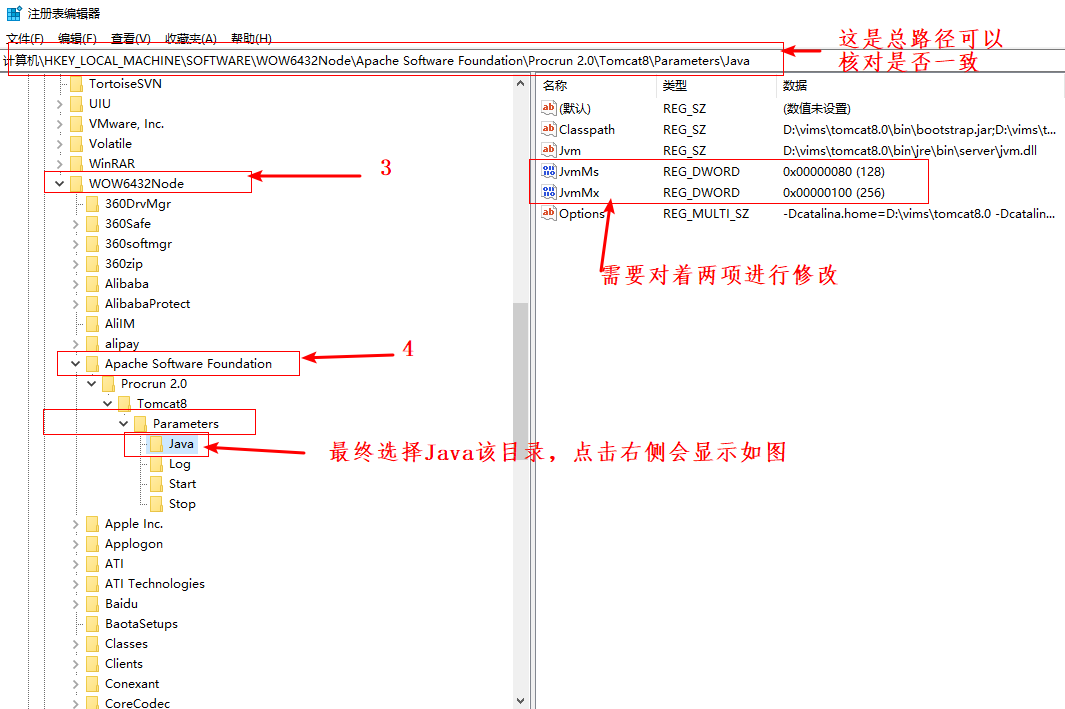 注册表编辑器
文件(F) 编辑(E) 查看(V) 收藏夹(A) 帮助(H)
计算机\HKEY_LOCAL_MACHINE\SOFTWARE\WOW6432Node\Apache Software Foundation\Procrun 2.0\Tomcat8\Parameters\Java
这是总路径可以
核对是否一致
TortoiseSVN
UIU
VMware, Inc.
Volatile
WinRAR
WOW6432Node
3
360DrvMgr
360Safe
360softmgr
360zip
Alibaba
AlibabaProtect
AliIM
alipay
Apache Software Foundation
4
Procrun 2.0
Tomcat8
Parameters
Java
最终选择Java该目录，点击右侧会显示如图
Log
Start
Stop
Apple Inc.
Applogon
ATI
ATI Technologies
Baidu
BaotaSetups
Classes
Clients
Conexant
CoreCodec
名称 类型 数据
(默认) REG_SZ (数值未设置)
Classpath REG_SZ D:\vims\tomcat8.0\bin\bootstrap.jar;D:\vims\t...
Jvm REG_SZ D:\vims\tomcat8.0\bin\jre\bin\server\jvm.dll
JvmMs REG_DWORD 0x00000080 (128)
JvmMx REG_DWORD 0x00000100 (256)
Options REG_MULTI_SZ -Dcatalina.home=D:\vims\tomcat8.0 -Dcatalin...
需要对着两项进行修改